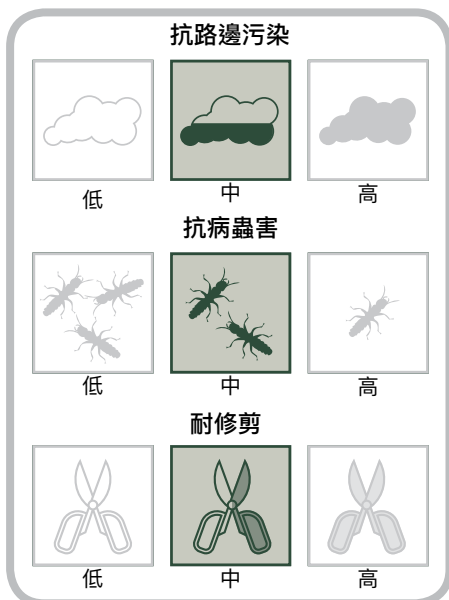 抗路邊污染
低 中 高
抗病蟲害
低 中 高
耐修剪
低 中 高